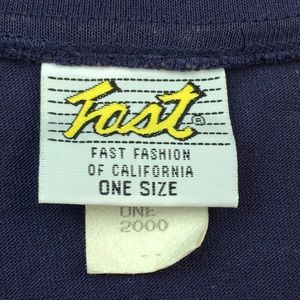 Fast®
FAST FASHION
OF CALIFORNIA
ONE SIZE
ONE
2000